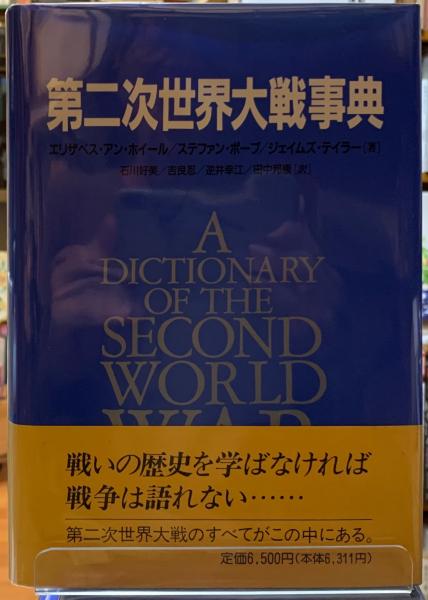 第二次世界大戦事典
エリザベス・アン・ホイール/ステファン・ポープ/ジェイムズ・テイラー[著]
石川好美/吉良忍/逆井幸江/田中邦康[訳]
A
DICTIONARY
OF THE
SECOND
WORLD
WAR
戦いの歴史を学ばなければ
戦争は語れない……
第二次世界大戦のすべてがこの中にある。
定価6,500円(本体6,311円)